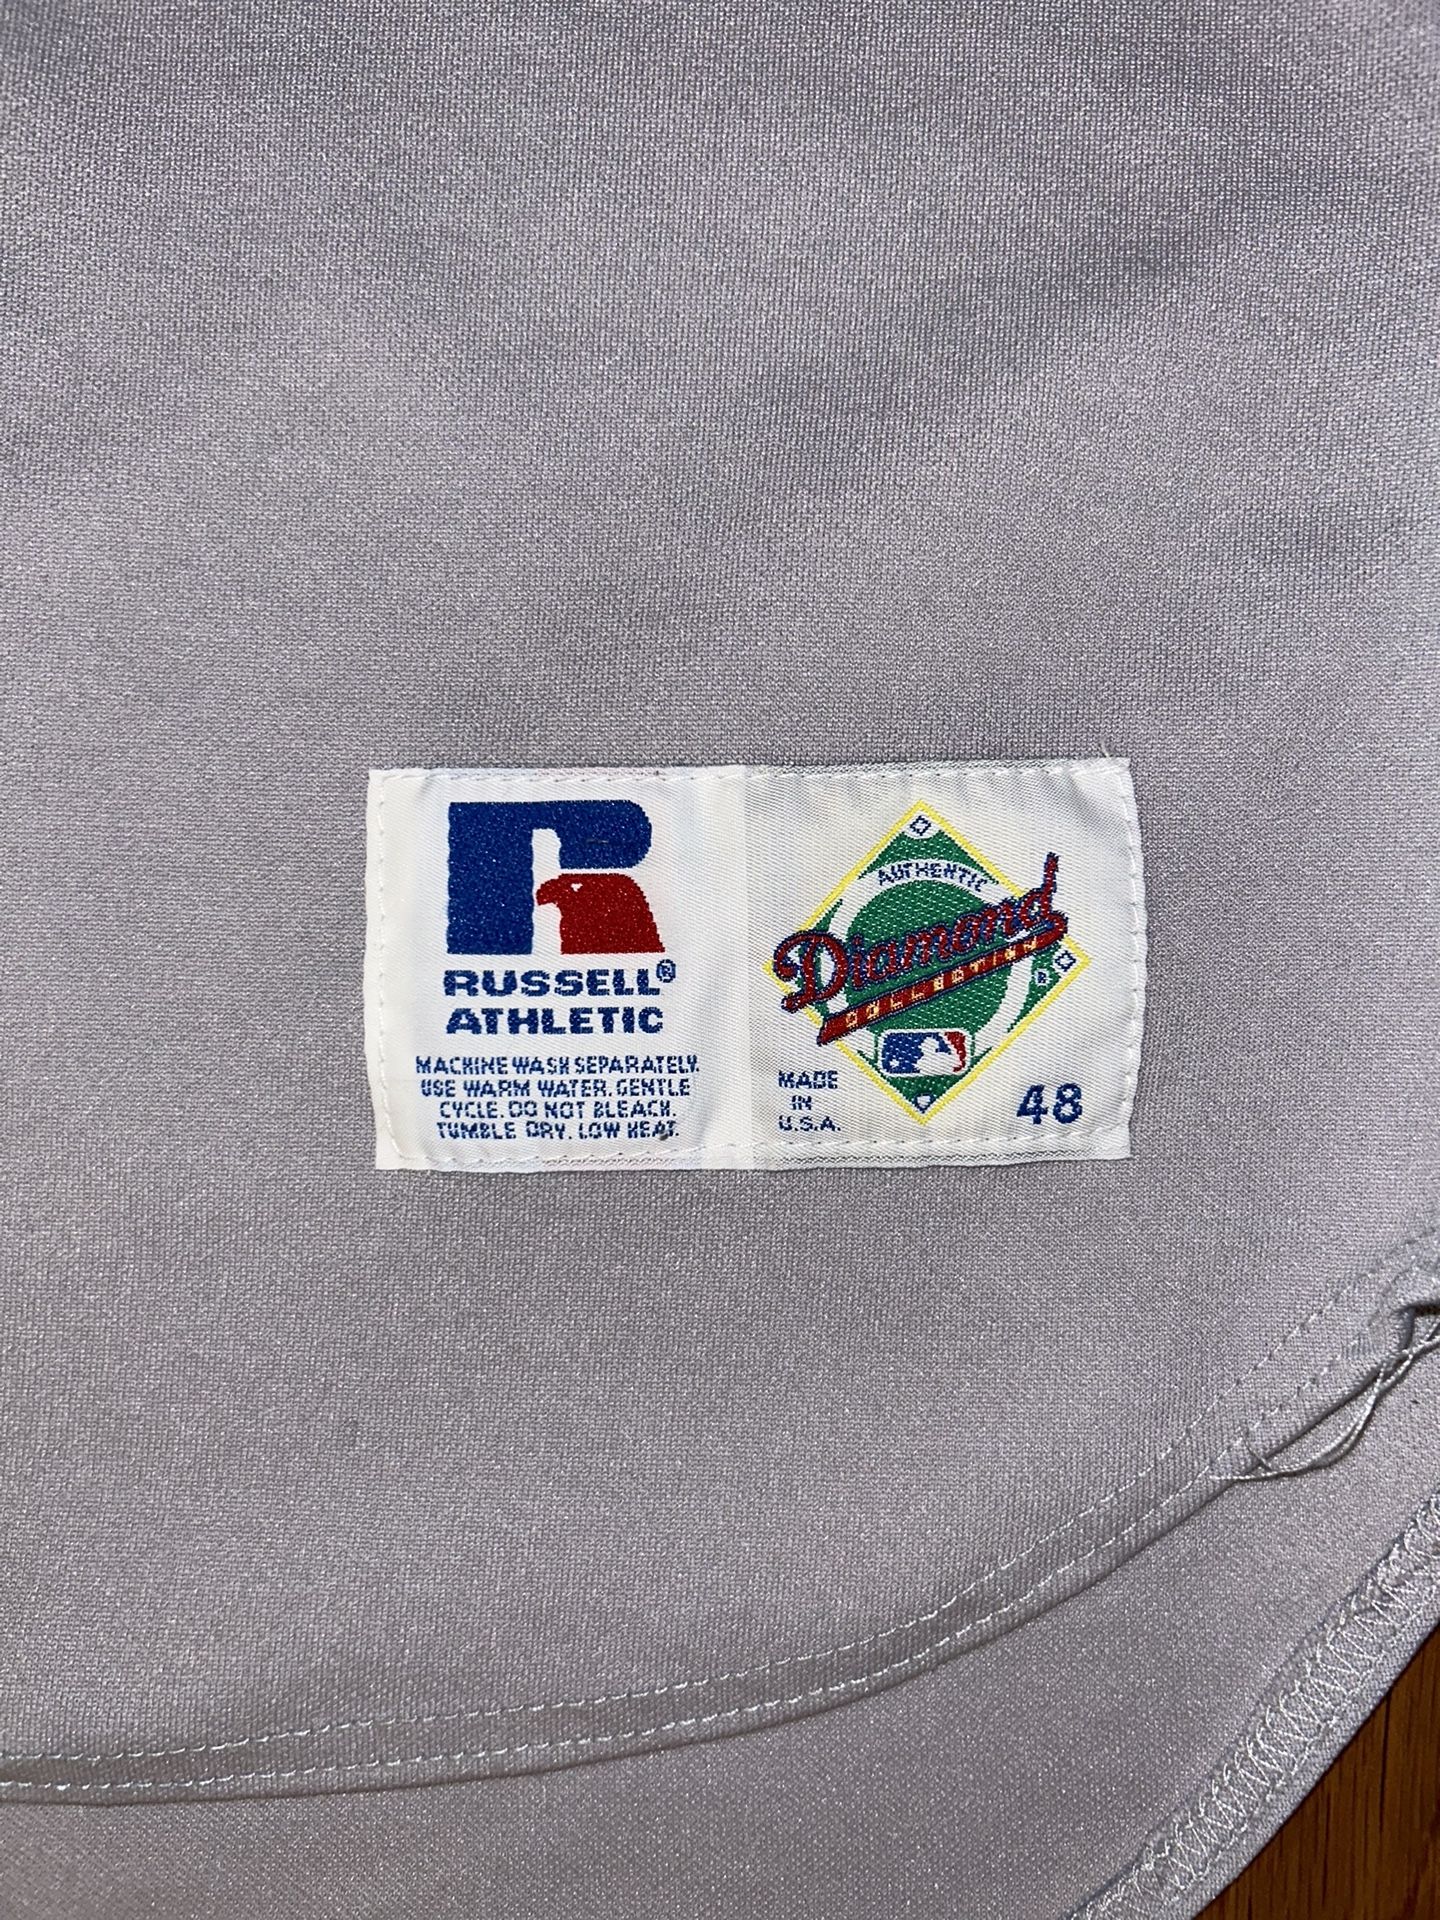 RUSSELL®
ATHLETIC
MACHINE WASH SEPARATELY.
USE WARM WATER. GENTLE
CYCLE. DO NOT BLEACH.
TUMBLE DRY. LOW HEAT.
AUTHENTIC
Diamond
COLLECTION
®
MADE
IN
U.S.A.
48